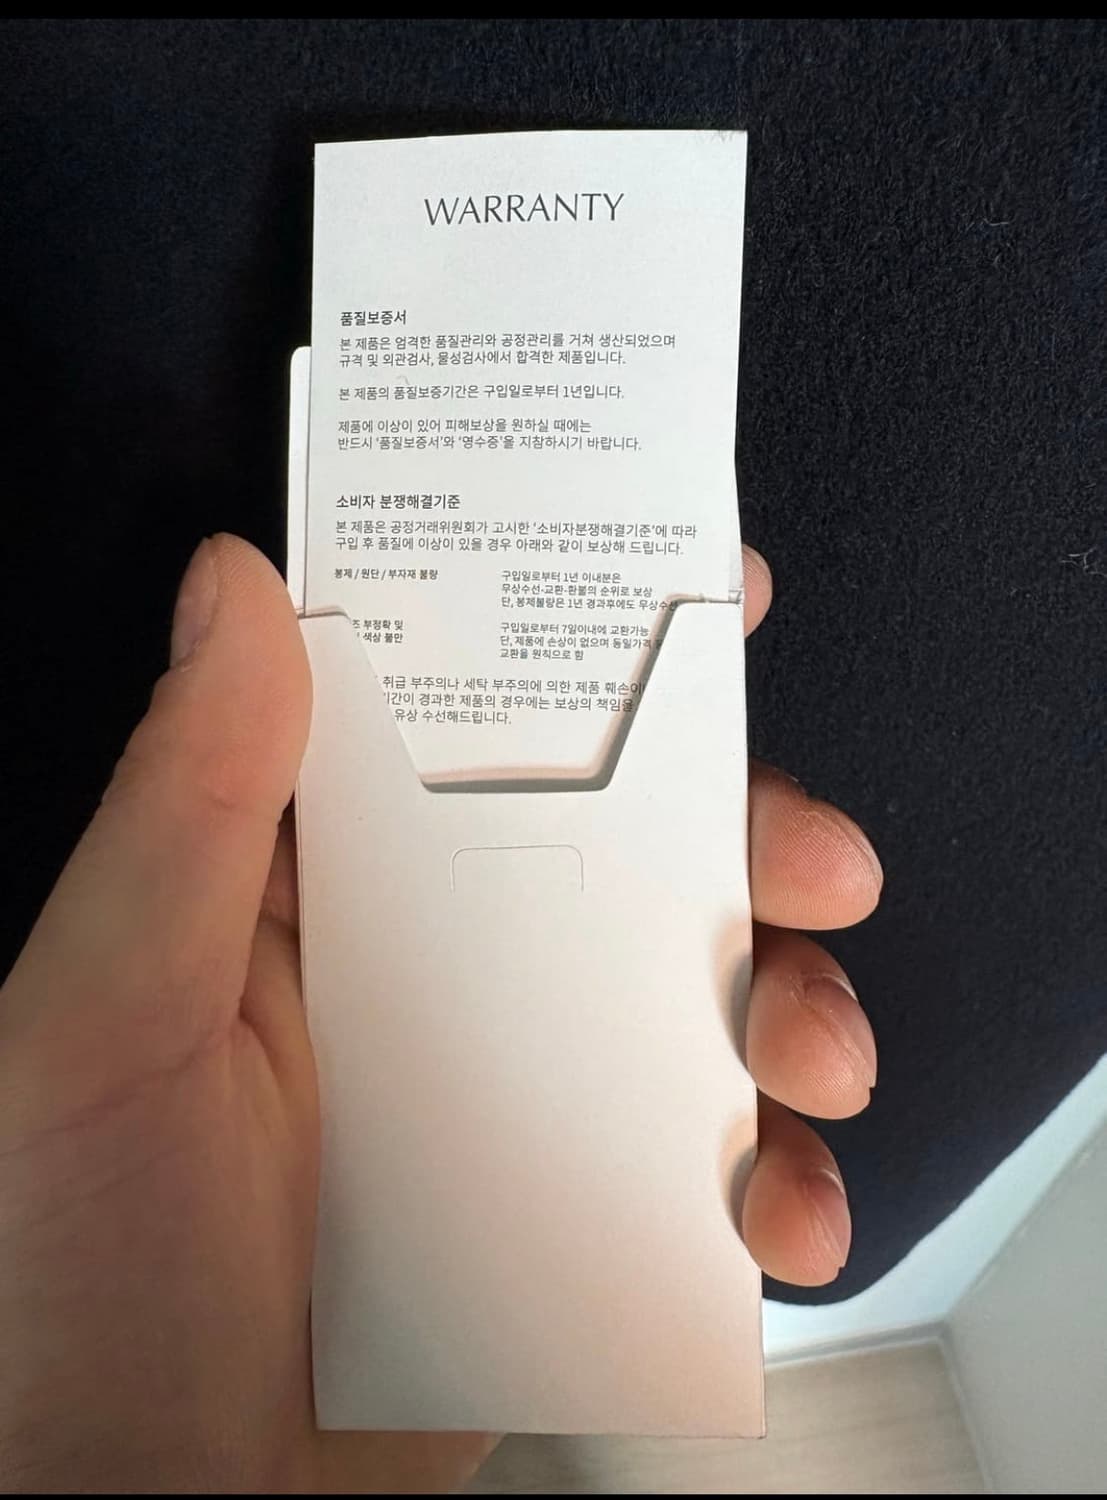 WARRANTY
품질보증서
본 제품은 엄격한 품질관리와 공정관리를 거쳐 생산되었으며
규격 및 외관검사, 물성검사에서 합격한 제품입니다.
본 제품의 품질보증기간은 구입일로부터 1년입니다.
제품에 이상이 있어 피해보상을 원하실 때에는
반드시 '품질보증서'와 '영수증'을 지참하시기 바랍니다.
소비자 분쟁해결기준
본 제품은 공정거래위원회가 고시한 '소비자분쟁해결기준'에 따라
구입 후 품질에 이상이 있을 경우 아래와 같이 보상해 드립니다.
봉제 / 원단 / 부자재 불량
구입일로부터 1년 이내분은
무상수선-교환-환불의 순위로 보상
단, 봉제불량은 1년 경과후에도 무상수선
부정확 및
색상 불만
구입일로부터 7일이내에 교환가능
단, 제품에 손상이 없으며 동일가격
교환을 원칙으로 함
취급 부주의나 세탁 부주의에 의한 제품 훼손이
경과한 제품의 경우에는 보상의 책임을
유상 수선해드립니다.